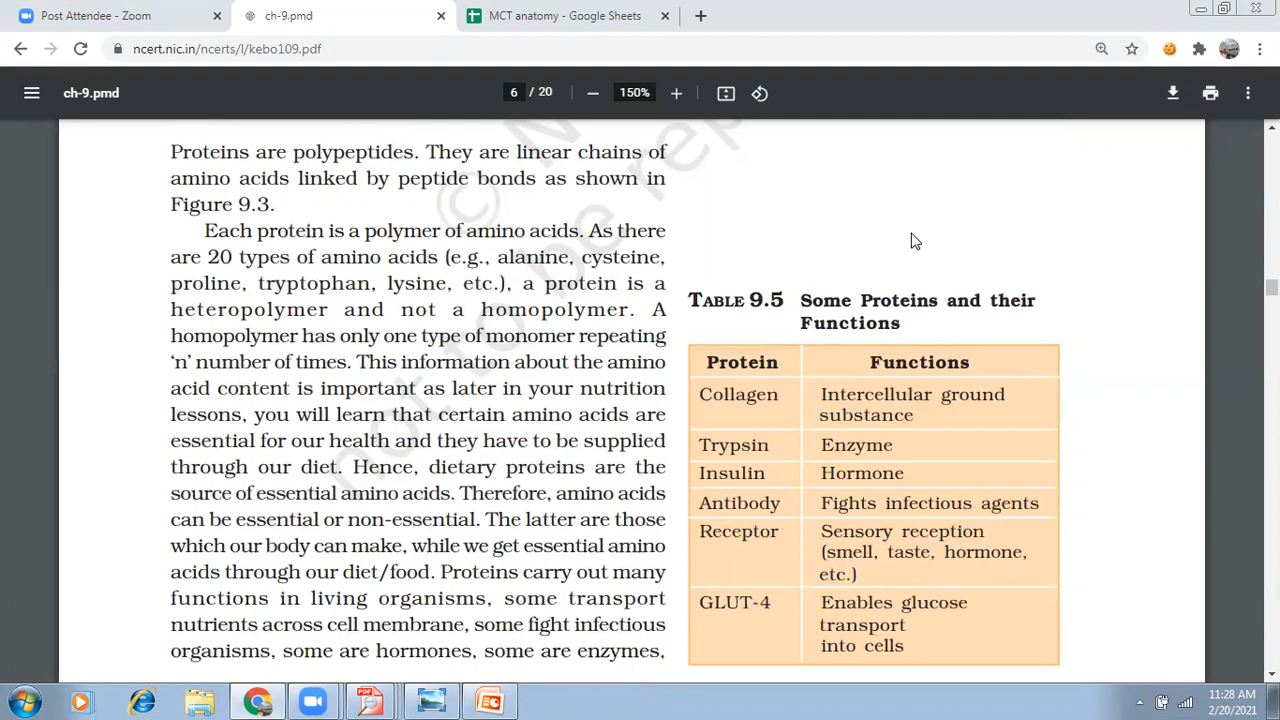 Post Attendee - Zoom
ch-9.pmd
MCT anatomy - Google Sheets
ncert.nic.in/ncerts/l/kebo109.pdf
ch-9.pmd
6 / 20
150%
Proteins are polypeptides. They are linear chains of
amino acids linked by peptide bonds as shown in
Figure 9.3.
Each protein is a polymer of amino acids. As there
are 20 types of amino acids (e.g., alanine, cysteine,
proline, tryptophan, lysine, etc.), a protein is a
heteropolymer and not a homopolymer. A
homopolymer has only one type of monomer repeating
‘n’ number of times. This information about the amino
acid content is important as later in your nutrition
lessons, you will learn that certain amino acids are
essential for our health and they have to be supplied
through our diet. Hence, dietary proteins are the
source of essential amino acids. Therefore, amino acids
can be essential or non-essential. The latter are those
which our body can make, while we get essential amino
acids through our diet/food. Proteins carry out many
functions in living organisms, some transport
nutrients across cell membrane, some fight infectious
organisms, some are hormones, some are enzymes,
TABLE 9.5 Some Proteins and their
Functions
Protein Functions
Collagen Intercellular ground
substance
Trypsin Enzyme
Insulin Hormone
Antibody Fights infectious agents
Receptor Sensory reception
(smell, taste, hormone,
etc.)
GLUT-4 Enables glucose
transport
into cells
© N
not to be rep
PDF
11:28 AM
2/20/2021